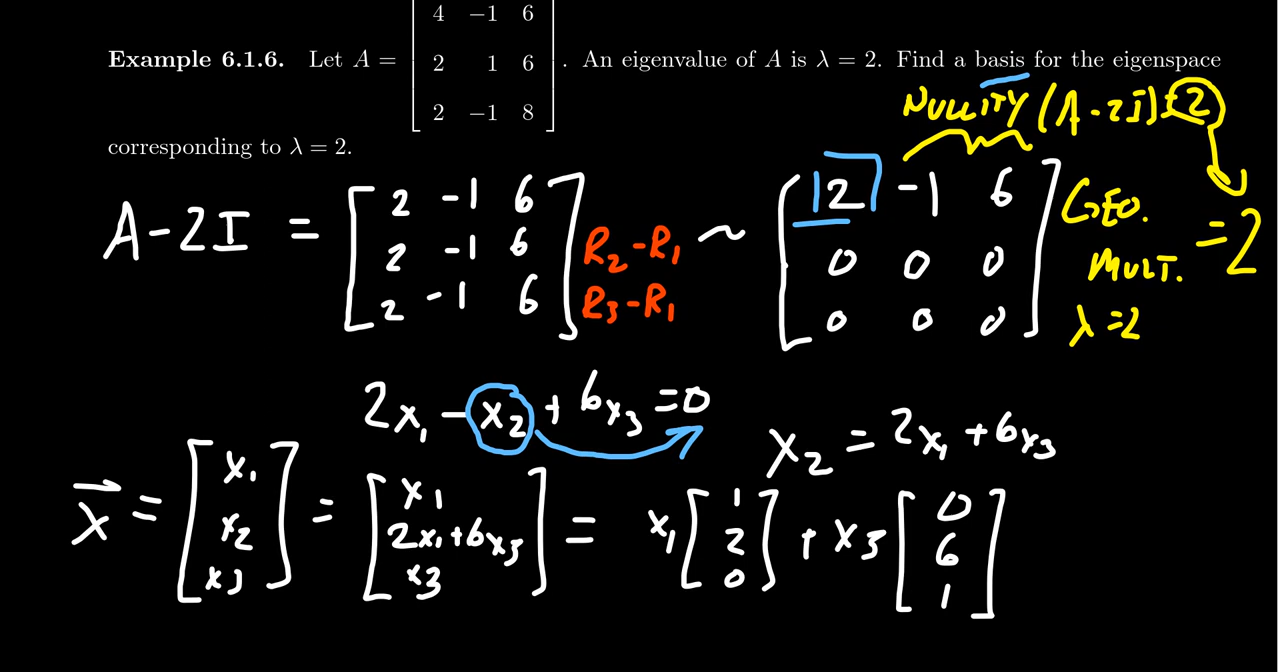 4 −1 6
Example 6.1.6. Let A = 2 1 6 . An eigenvalue of A is λ = 2. Find a basis for the eigenspace
2 −1 8
corresponding to λ = 2.
NULLITY (A-2I) = 2
A-2I = [2 -1 6; 2 -1 6; 2 -1 6] R₂-R₁ R₃-R₁ ~ [2 -1 6; 0 0 0; 0 0 0]
GEO. MULT. λ=2 = 2
2x₁ - x₂ + 6x₃ = 0
x₂ = 2x₁ + 6x₃
x⃗ = [x₁; x₂; x₃] = [x₁; 2x₁+6x₃; x₃] = x₁ [1; 2; 0] + x₃ [0; 6; 1]